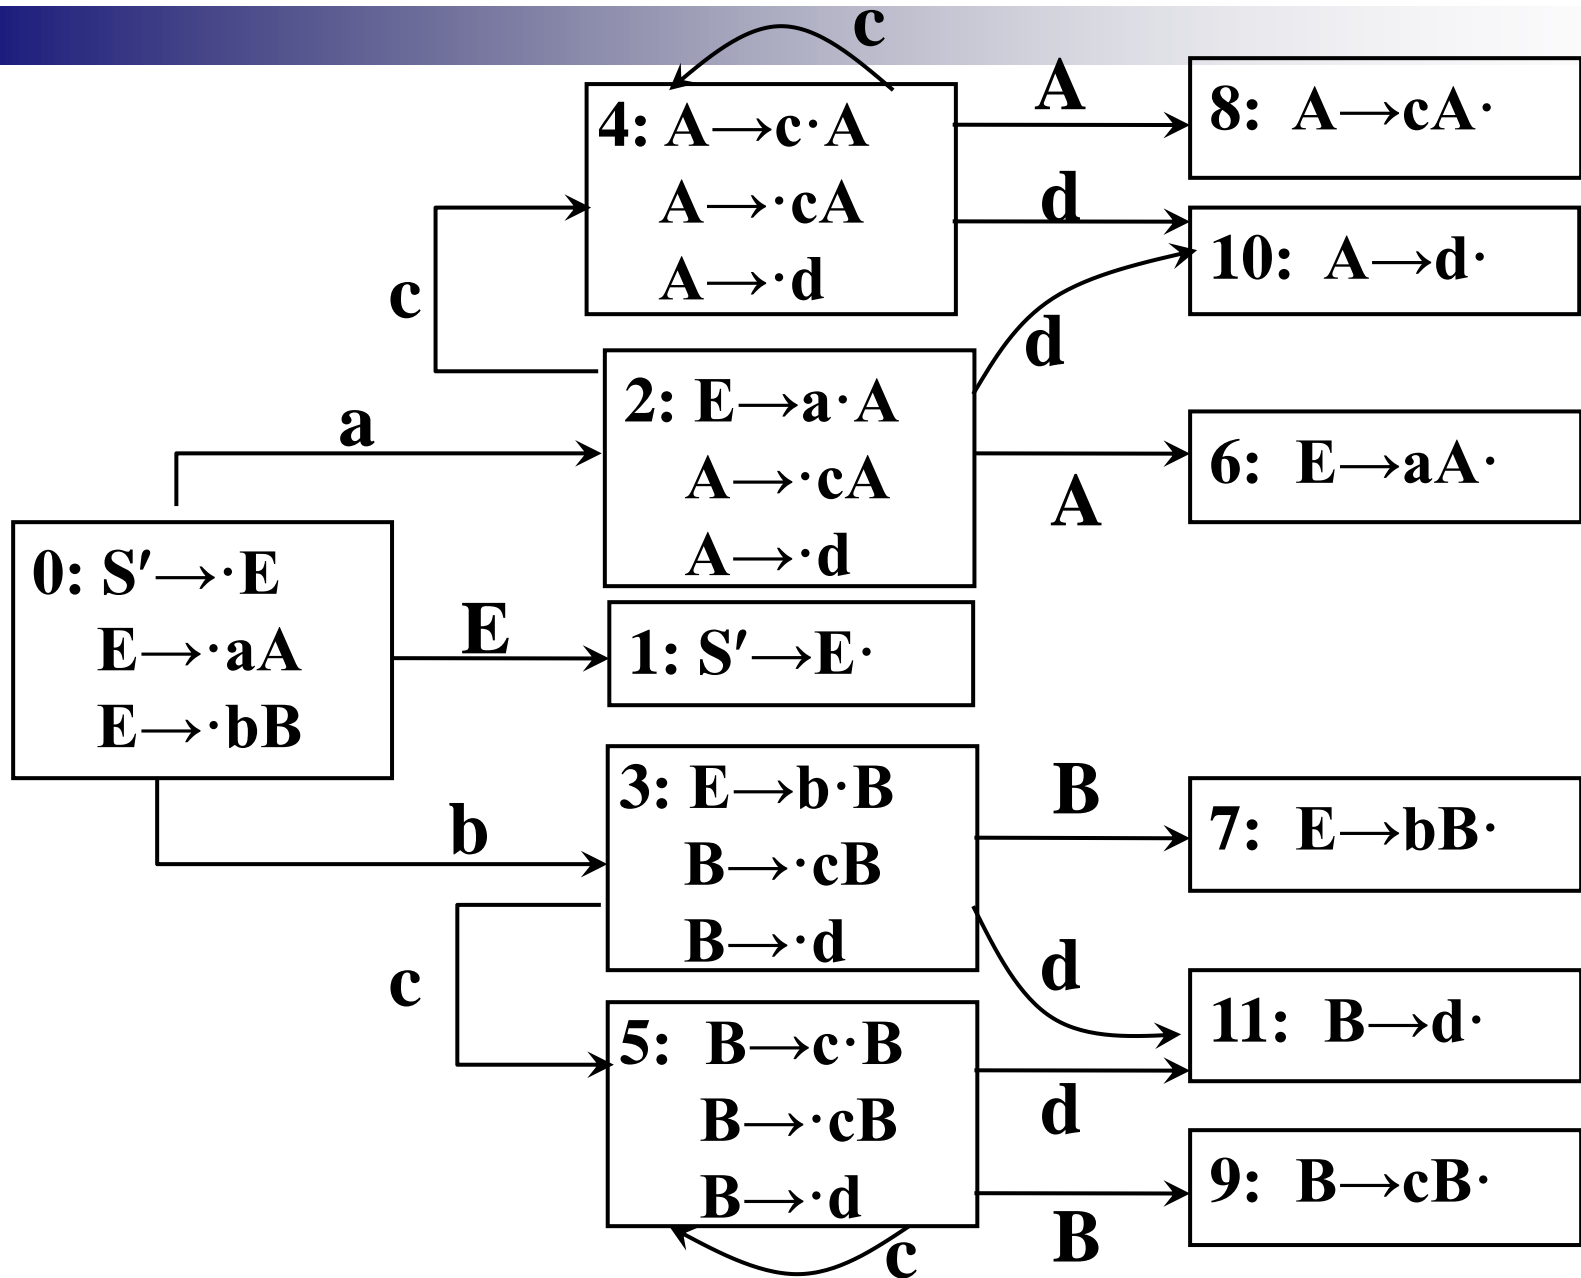 c
4: A→c·A
A→·cA
A→·d
A
8: A→cA·
d
10: A→d·
c
d
2: E→a·A
A→·cA
A→·d
a
A
6: E→aA·
0: S′→·E
E→·aA
E→·bB
E
1: S′→E·
b
3: E→b·B
B→·cB
B→·d
B
7: E→bB·
c
d
11: B→d·
5: B→c·B
B→·cB
B→·d
d
B
9: B→cB·
c